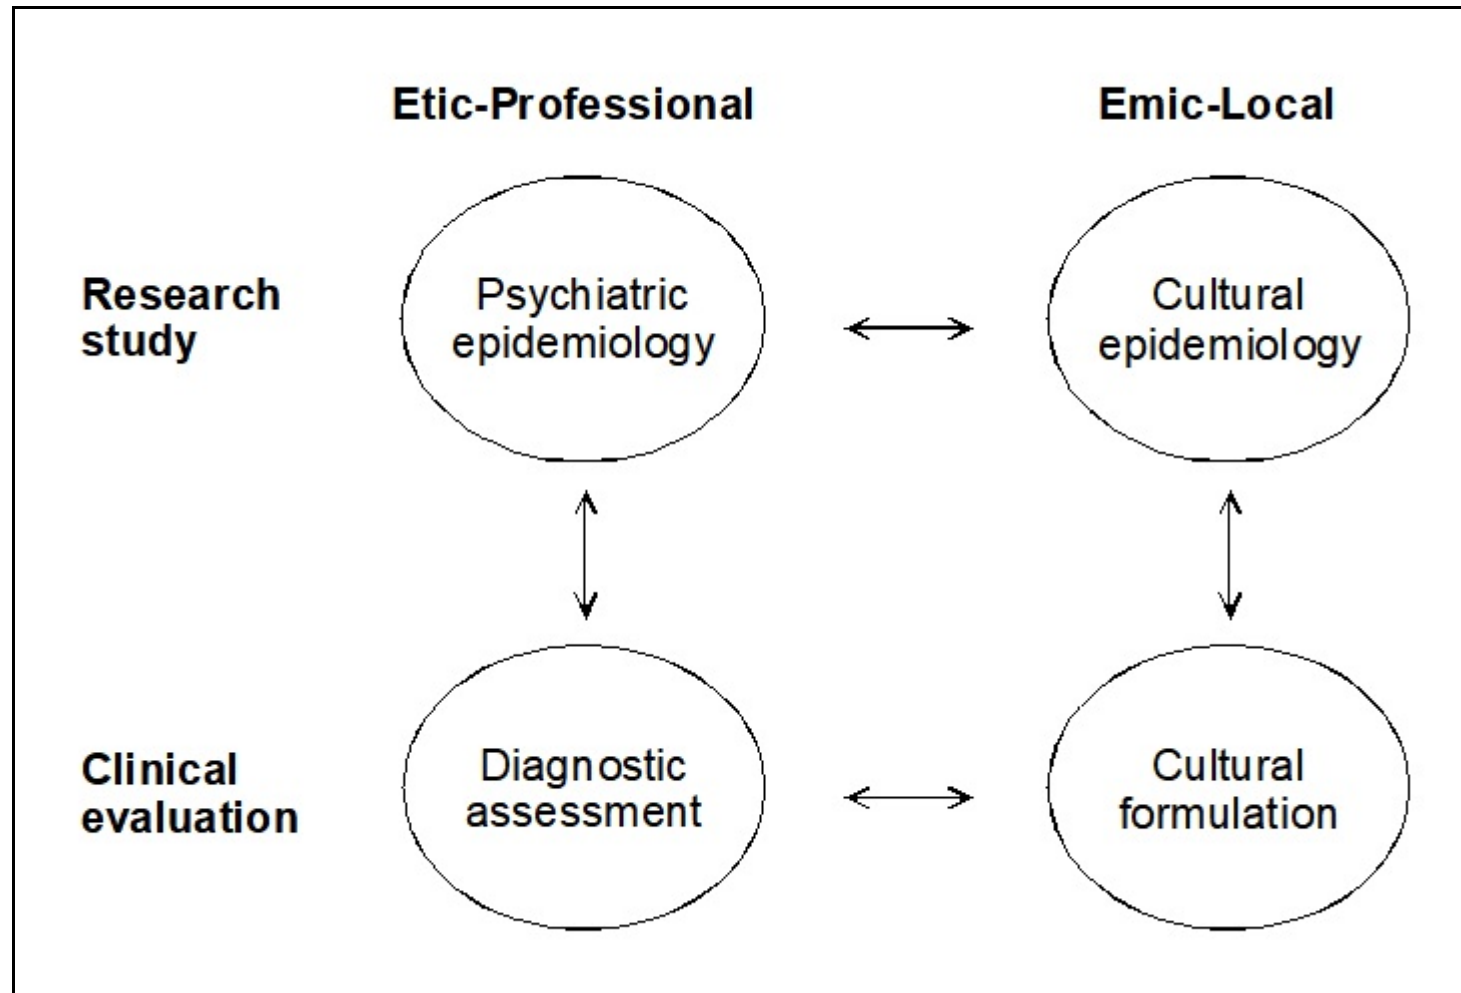 Etic-Professional
Emic-Local
Research
study
Psychiatric
epidemiology
Cultural
epidemiology
Clinical
evaluation
Diagnostic
assessment
Cultural
formulation